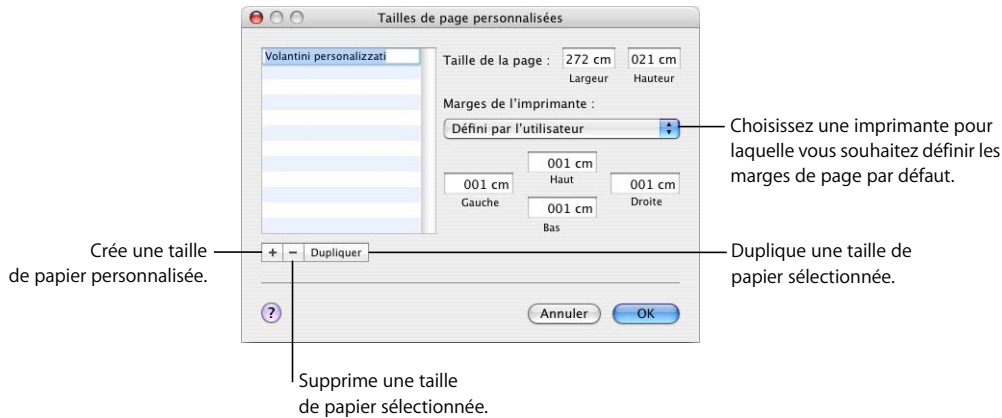 Tailles de page personnalisées
Volantini personalizzati
Taille de la page : 272 cm 021 cm
Largeur Hauteur
Marges de l'imprimante :
Défini par l'utilisateur
001 cm
Haut
001 cm 001 cm
Gauche Droite
001 cm
Bas
+ − Dupliquer
? Annuler OK
Choisissez une imprimante pour
laquelle vous souhaitez définir les
marges de page par défaut.
Crée une taille
de papier personnalisée.
Duplique une taille de
papier sélectionnée.
Supprime une taille
de papier sélectionnée.